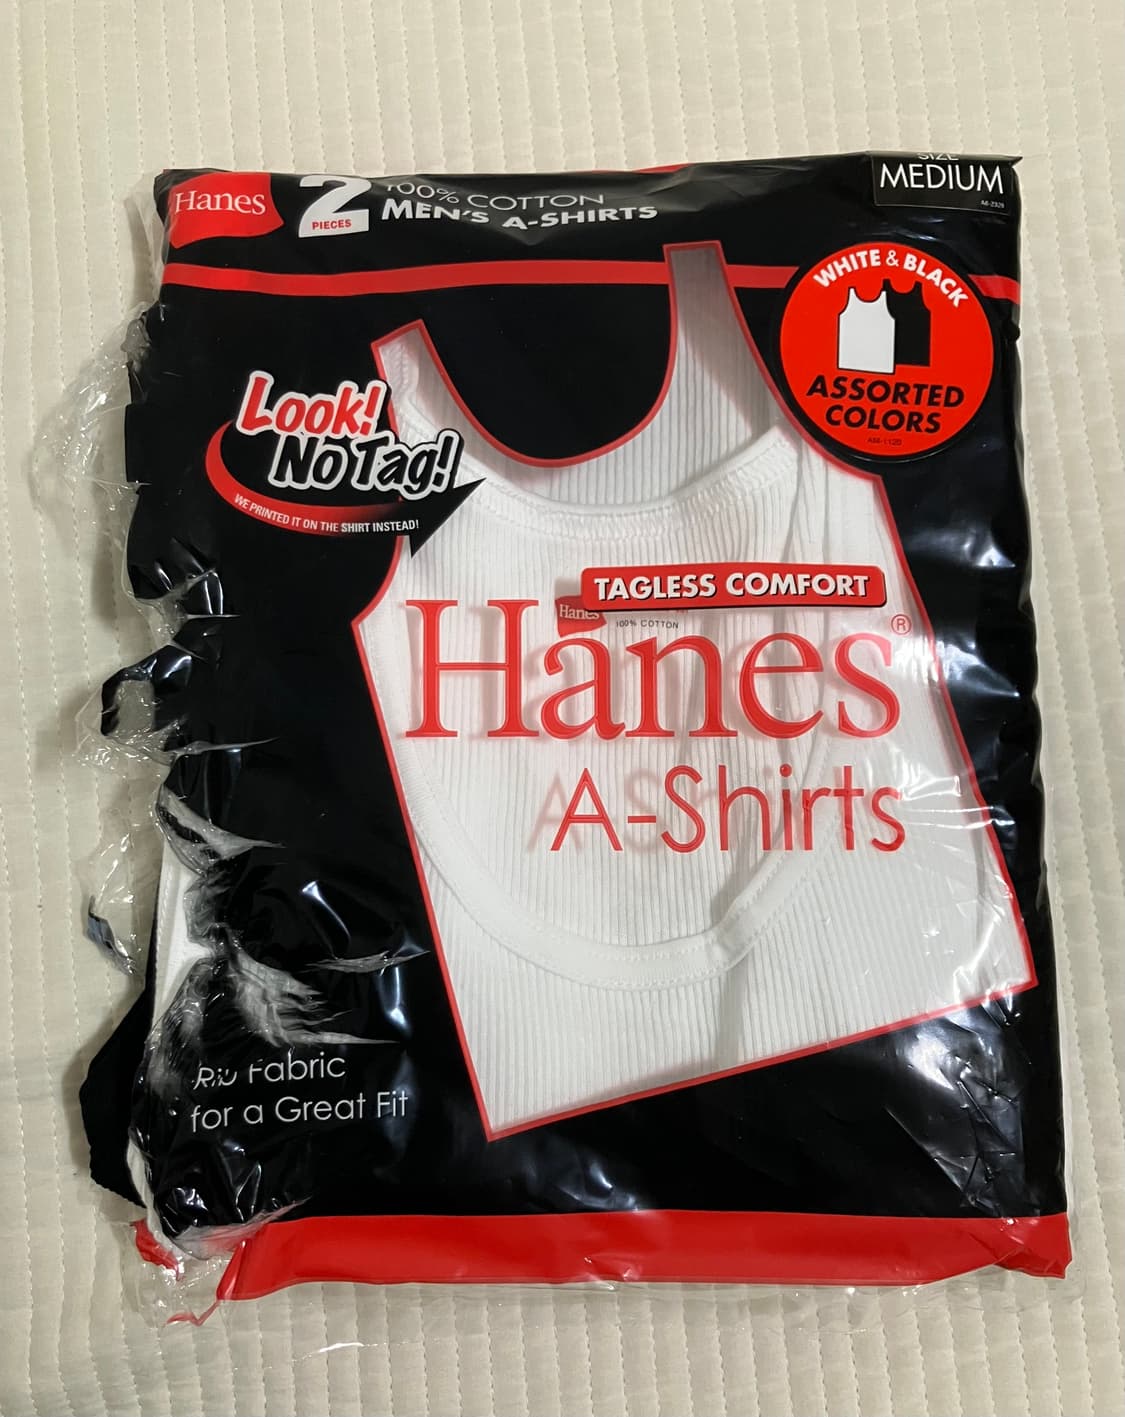 Hanes
2
PIECES
100% COTTON
MEN'S A-SHIRTS
SIZE
MEDIUM
WHITE & BLACK
ASSORTED
COLORS
Look!
No Tag!
WE PRINTED IT ON THE SHIRT INSTEAD!
TAGLESS COMFORT
Hanes
100% COTTON
Hanes®
A-Shirts
Rib Fabric
for a Great Fit